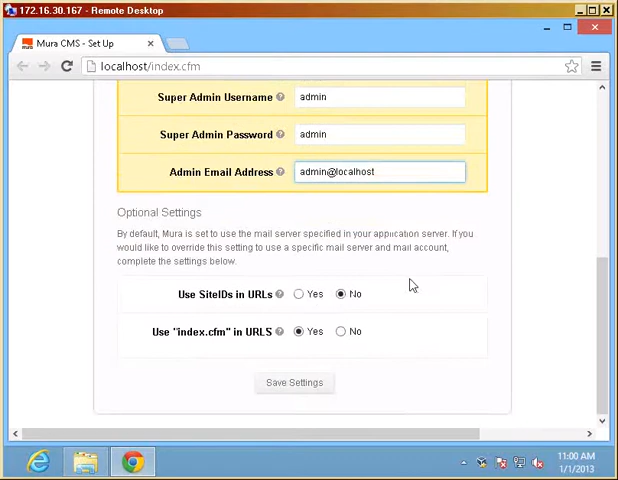 172.16.30.167 - Remote Desktop
Mura CMS - Set Up
localhost/index.cfm
Super Admin Username admin
Super Admin Password admin
Admin Email Address admin@localhost
Optional Settings
By default, Mura is set to use the mail server specified in your application server. If you
would like to override this setting to use a specific mail server and mail account,
complete the settings below.
Use SiteIDs in URLs Yes No
Use "index.cfm" in URLS Yes No
Save Settings
11:00 AM
1/1/2013